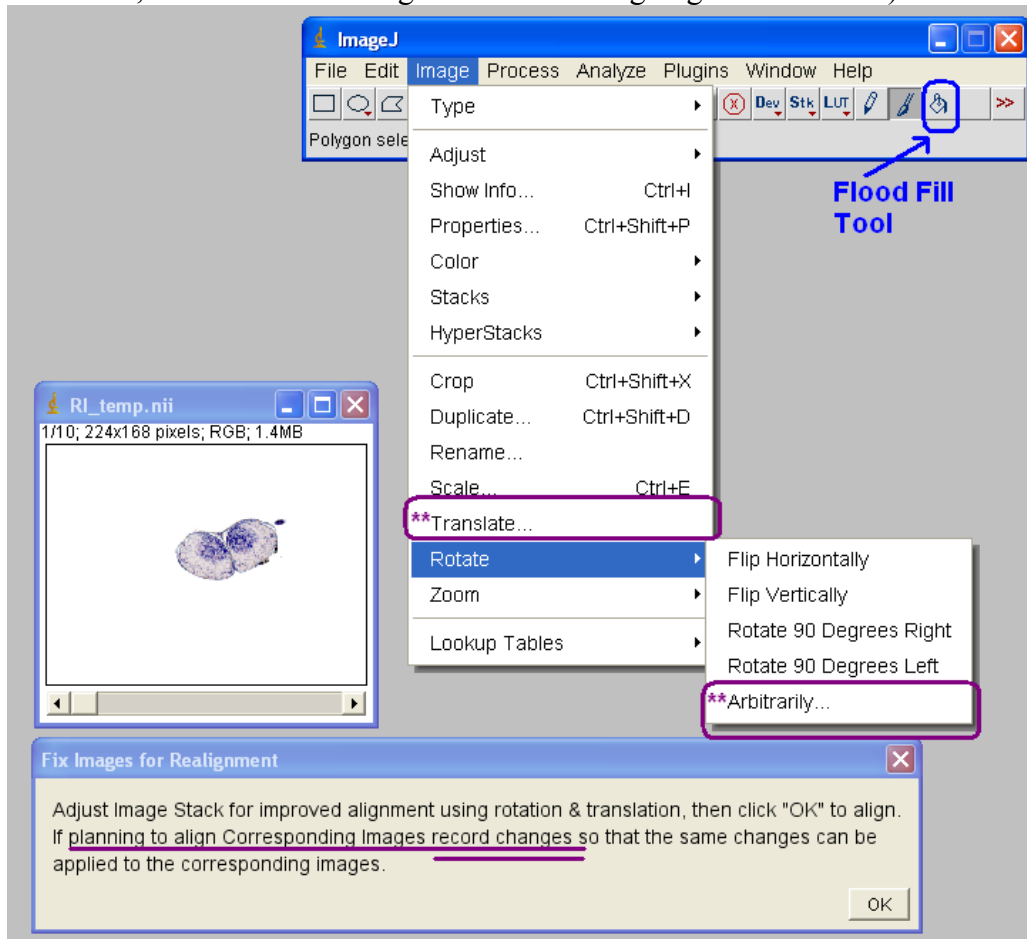 ImageJ
File Edit Image Process Analyze Plugins Window Help
Dev Stk LUT >>
Polygon sele
Type
Adjust
Show Info... Ctrl+I
Properties... Ctrl+Shift+P
Color
Stacks
HyperStacks
Crop Ctrl+Shift+X
Duplicate... Ctrl+Shift+D
Rename...
Scale... Ctrl+E
**Translate...
Rotate
Zoom
Lookup Tables
Flood Fill
Tool
Flip Horizontally
Flip Vertically
Rotate 90 Degrees Right
Rotate 90 Degrees Left
**Arbitrarily...
RI_temp.nii
1/10; 224x168 pixels; RGB; 1.4MB
Fix Images for Realignment
Adjust Image Stack for improved alignment using rotation & translation, then click "OK" to align.
If planning to align Corresponding Images record changes so that the same changes can be
applied to the corresponding images.
OK